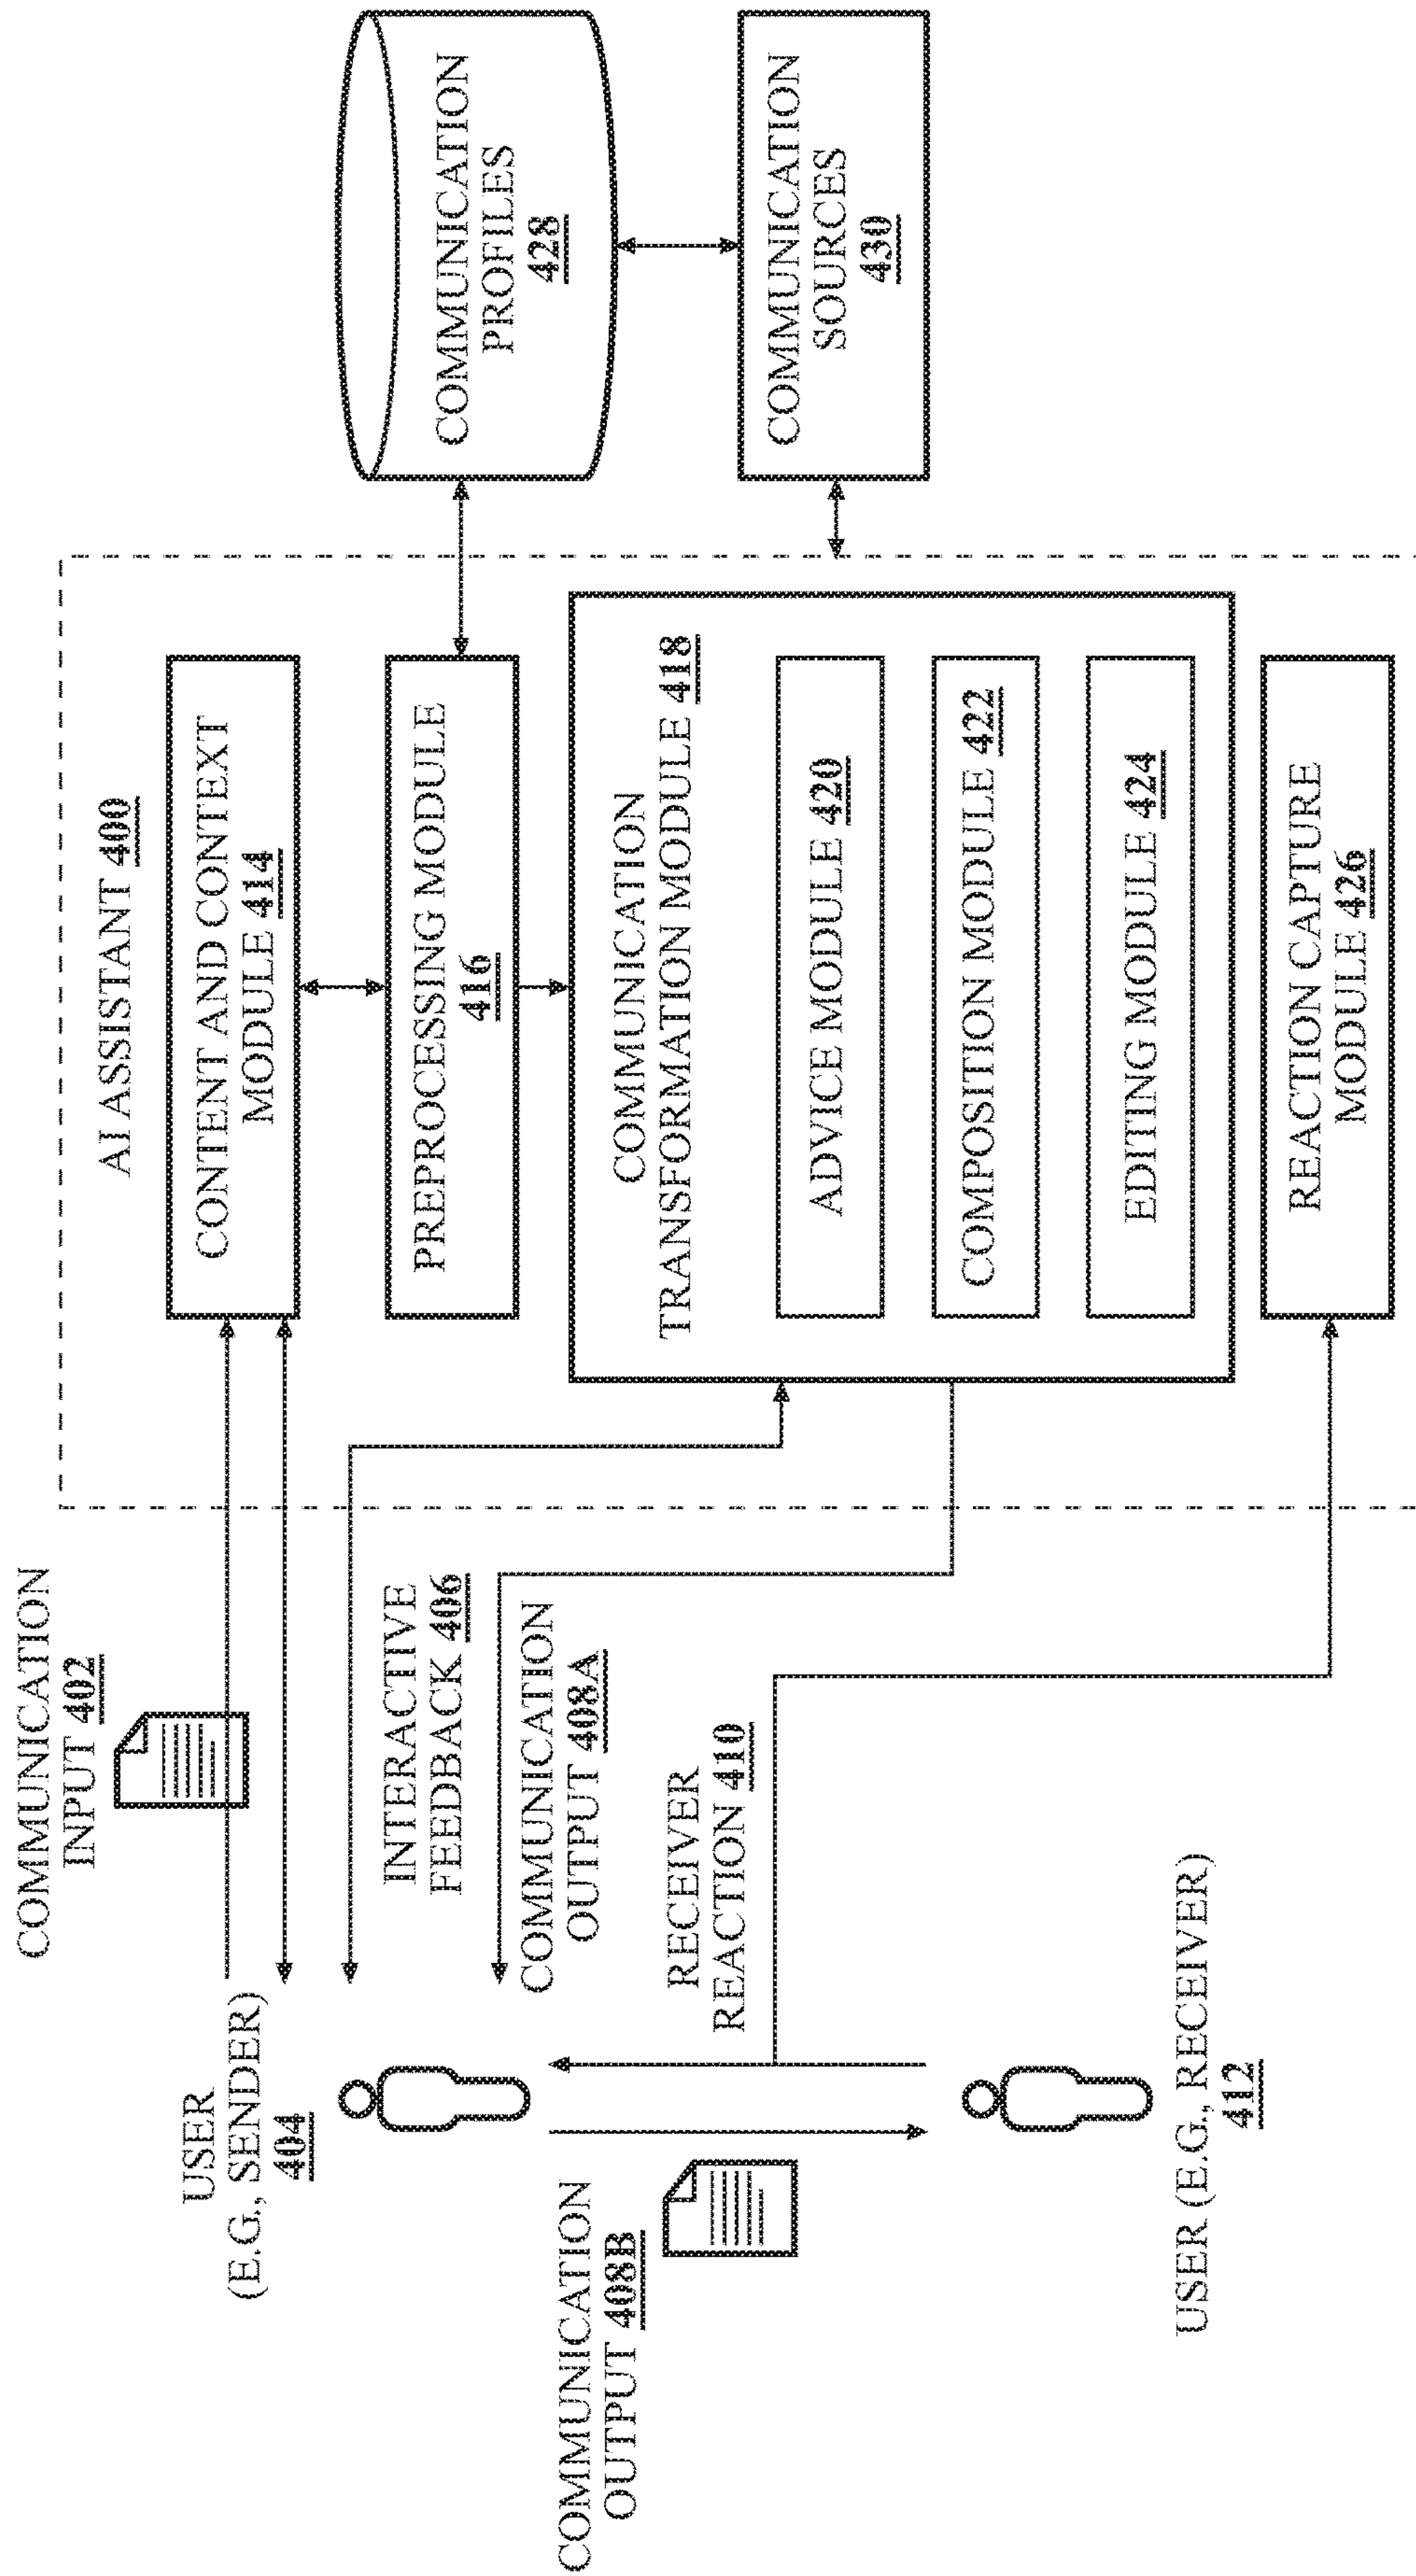 COMMUNICATION
INPUT 402
USER
(E.G., SENDER)
404
INTERACTIVE
FEEDBACK 406
COMMUNICATION
OUTPUT 408A
COMMUNICATION
OUTPUT 408B
RECEIVER
REACTION 410
USER (E.G., RECEIVER)
412
AI ASSISTANT 400
CONTENT AND CONTEXT
MODULE 414
PREPROCESSING MODULE
416
COMMUNICATION
TRANSFORMATION MODULE 418
ADVICE MODULE 420
COMPOSITION MODULE 422
EDITING MODULE 424
REACTION CAPTURE
MODULE 426
COMMUNICATION
PROFILES
428
COMMUNICATION
SOURCES
430